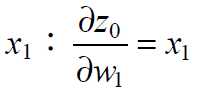 x₁ : ∂z₀/∂w₁ = x₁